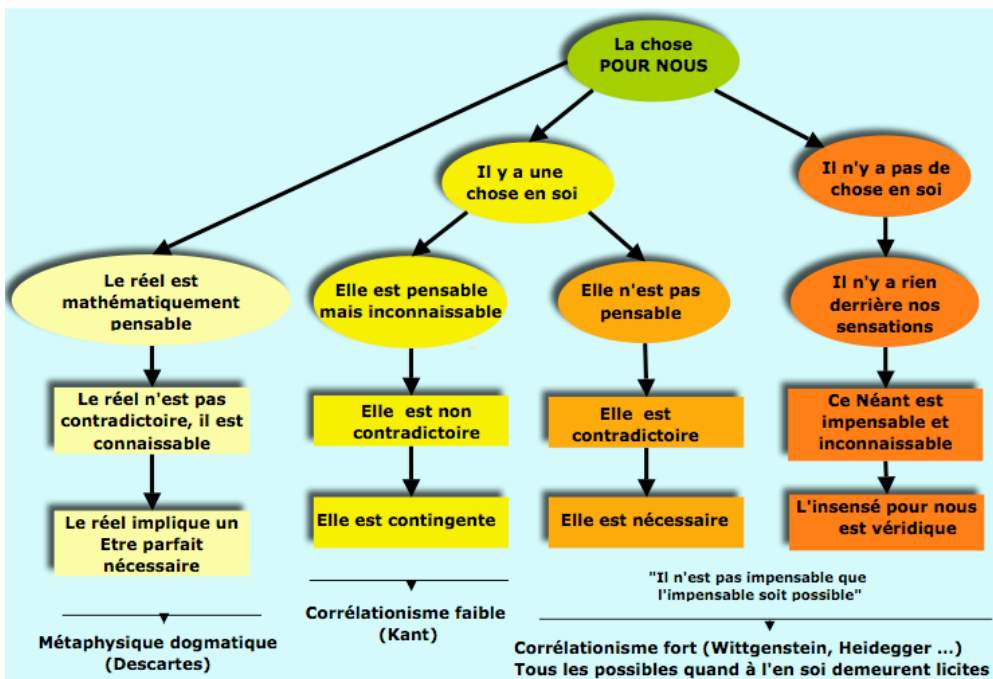 La chose
POUR NOUS
Il y a une
chose en soi
Il n'y a pas de
chose en soi
Le réel est
mathématiquement
pensable
Elle est pensable
mais inconnaissable
Elle n'est pas
pensable
Il n'y a rien
derrière nos
sensations
Le réel n'est pas
contradictoire, il est
connaissable
Elle est non
contradictoire
Elle est
contradictoire
Ce Néant est
impensable et
inconnaissable
Le réel implique un
Etre parfait
nécessaire
Elle est contingente
Elle est nécessaire
L'insensé pour nous
est véridique
"Il n'est pas impensable que
l'impensable soit possible"
Métaphysique dogmatique
(Descartes)
Corrélationisme faible
(Kant)
Corrélationisme fort (Wittgenstein, Heidegger ...)
Tous les possibles quand à l'en soi demeurent licites